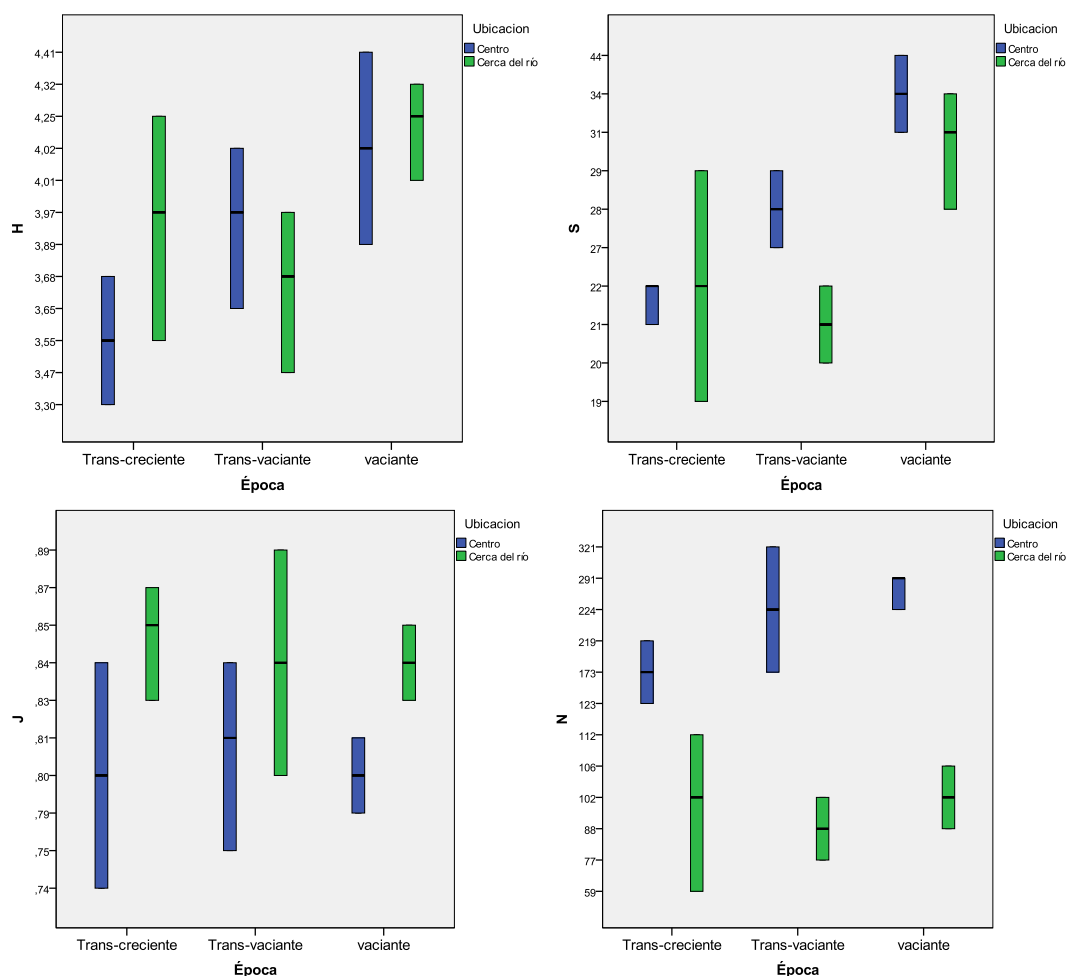 Ubicacion
Centro
Cerca del río
H
4,41
4,32
4,25
4,02
4,01
3,97
3,89
3,68
3,65
3,55
3,47
3,30
Trans-creciente
Trans-vaciante
vaciante
Época
Ubicacion
Centro
Cerca del río
S
44
34
31
29
28
27
22
21
20
19
Trans-creciente
Trans-vaciante
vaciante
Época
Ubicacion
Centro
Cerca del río
J
,89
,87
,85
,84
,83
,81
,80
,79
,75
,74
Trans-creciente
Trans-vaciante
vaciante
Época
Ubicacion
Centro
Cerca del río
N
321
291
224
219
173
123
112
106
102
88
77
59
Trans-creciente
Trans-vaciante
vaciante
Época